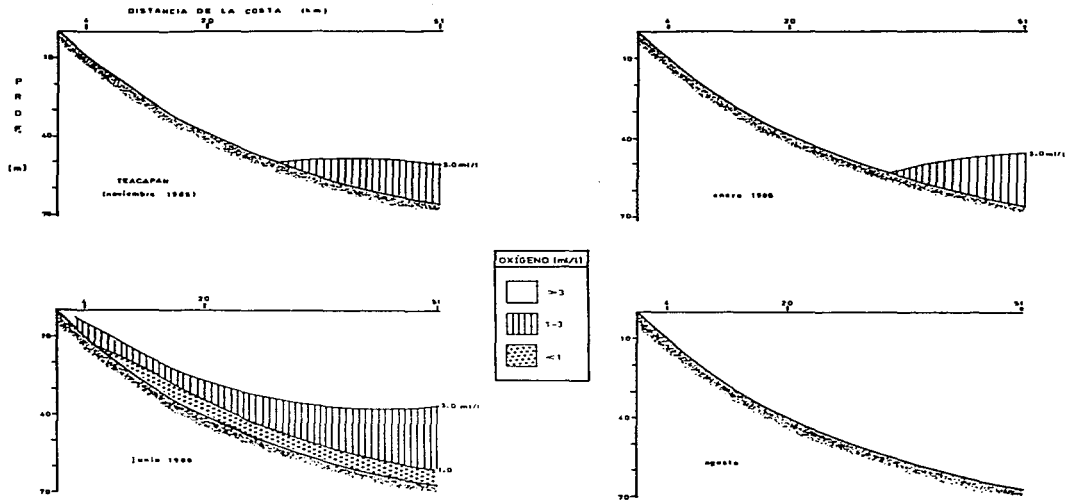 DISTANCIA DE LA COSTA (km)
4 20 51
10
40
70
PROF.
(m)
3.0 ml/l
TEACAPAN
(noviembre 1985)
4 20 51
10
40
70
3.0 ml/l
enero 1986
OXÍGENO (ml/l)
>3
1-3
<1
4 20 51
10
40
70
3.0 ml/l
1.0
junio 1986
4 20 51
10
40
70
agosto